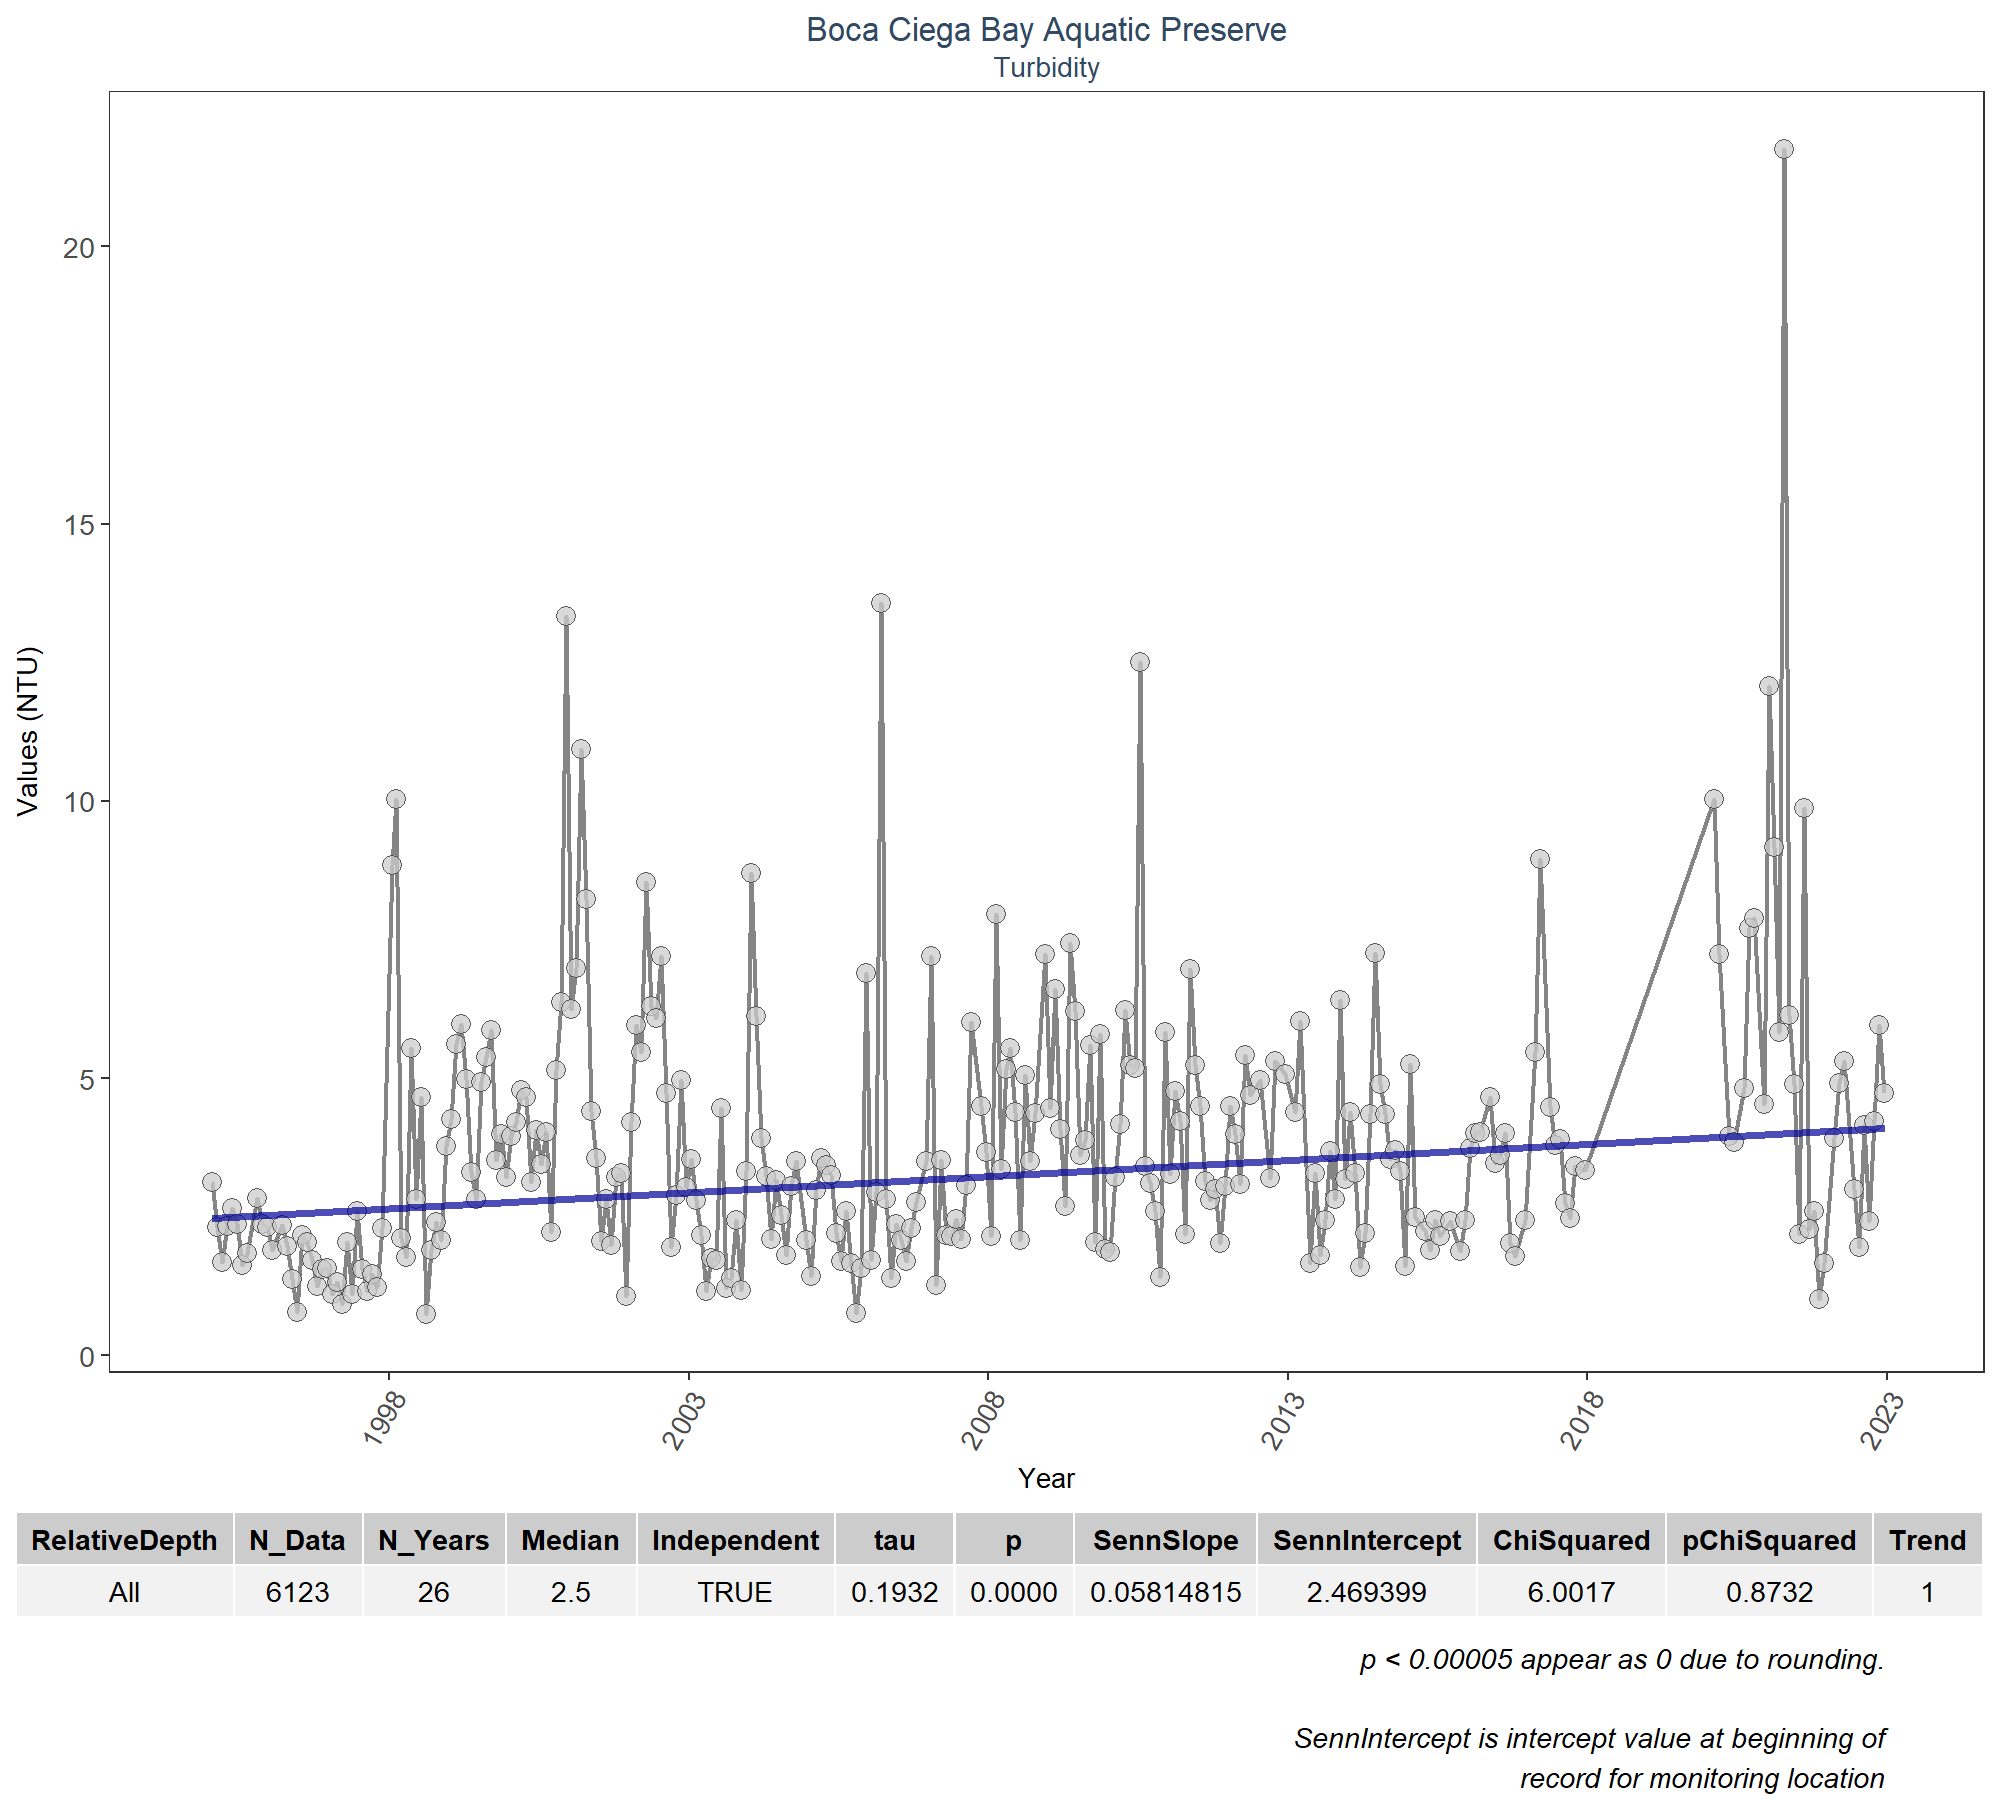 Boca Ciega Bay Aquatic Preserve
Turbidity
Values (NTU)
20
15
10
5
0
1998 2003 2008 2013 2018 2023
Year
RelativeDepth N_Data N_Years Median Independent tau p SennSlope SennIntercept ChiSquared pChiSquared Trend
All 6123 26 2.5 TRUE 0.1932 0.0000 0.05814815 2.469399 6.0017 0.8732 1
p < 0.00005 appear as 0 due to rounding.
SennIntercept is intercept value at beginning of
record for monitoring location